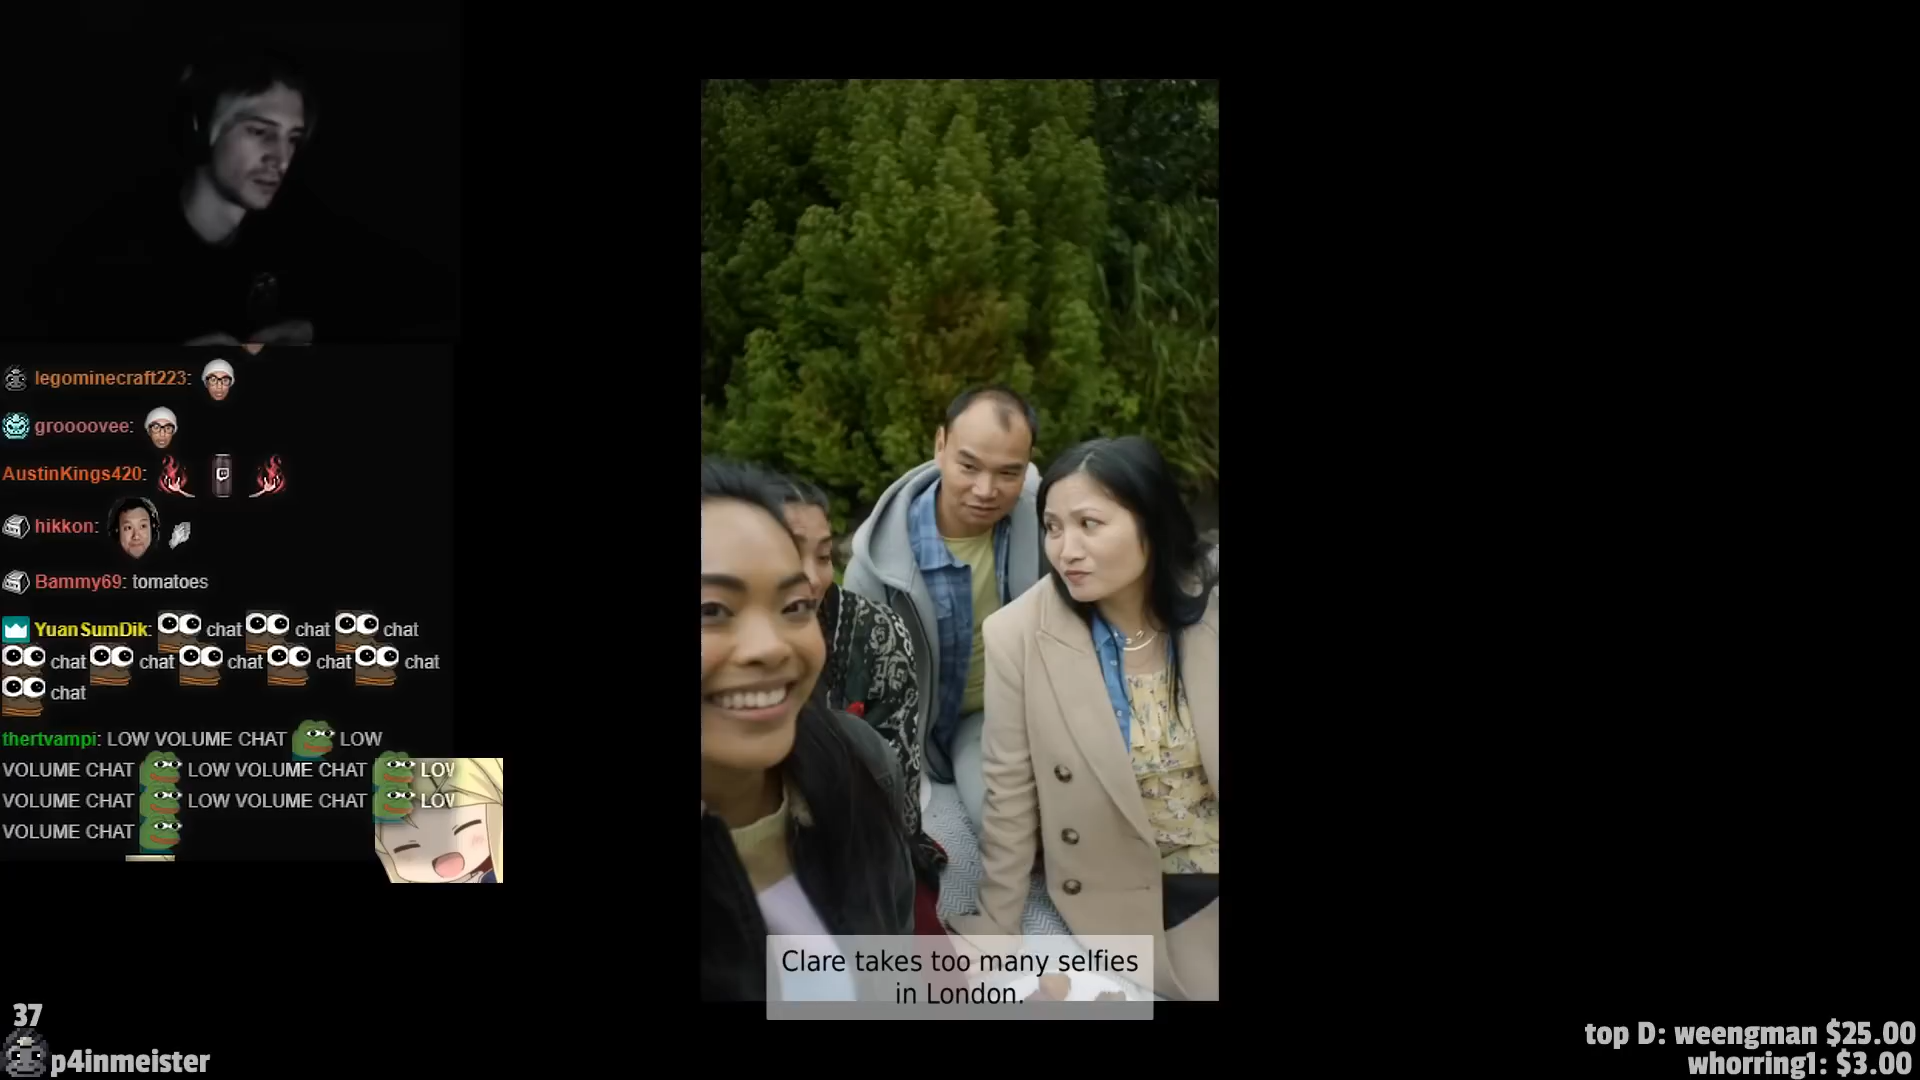 legominecraft223:
groooovee:
AustinKings420:
hikkon:
Bammy69: tomatoes
YuanSumDik: chat chat chat
chat chat chat chat chat
chat
thertvampi: LOW VOLUME CHAT LOW
VOLUME CHAT LOW VOLUME CHAT LOW
VOLUME CHAT LOW VOLUME CHAT LOW
VOLUME CHAT
Clare takes too many selfies
in London.
37
p4inmeister
top D: weengman $25.00
whorring1: $3.00